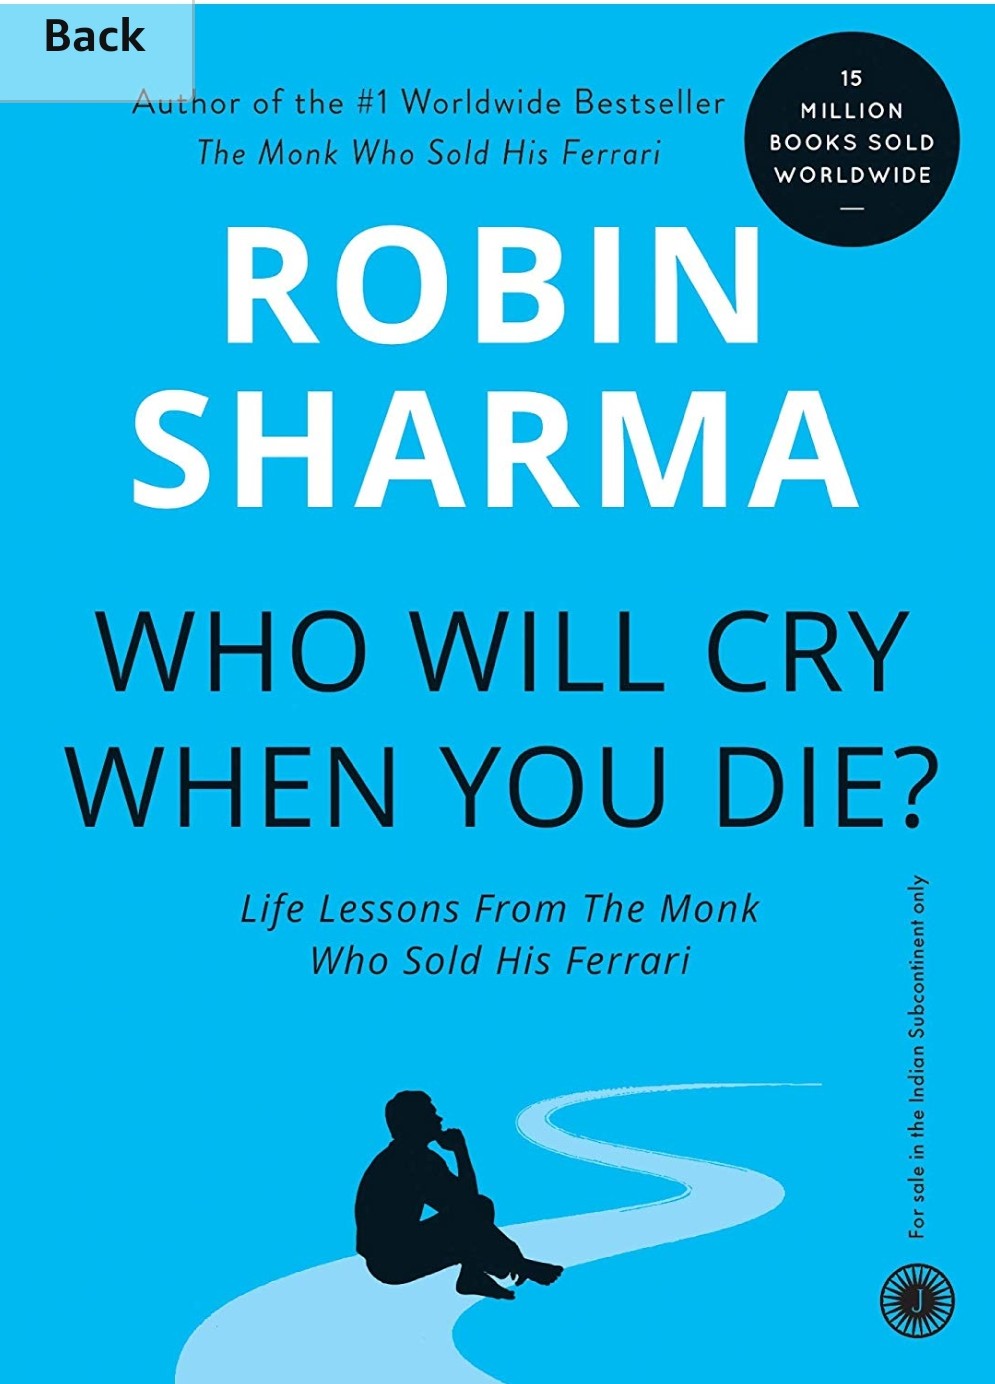 Back
Author of the #1 Worldwide Bestseller
The Monk Who Sold His Ferrari
15
MILLION
BOOKS SOLD
WORLDWIDE
ROBIN
SHARMA
WHO WILL CRY
WHEN YOU DIE?
Life Lessons From The Monk
Who Sold His Ferrari
For sale in the Indian Subcontinent only
J